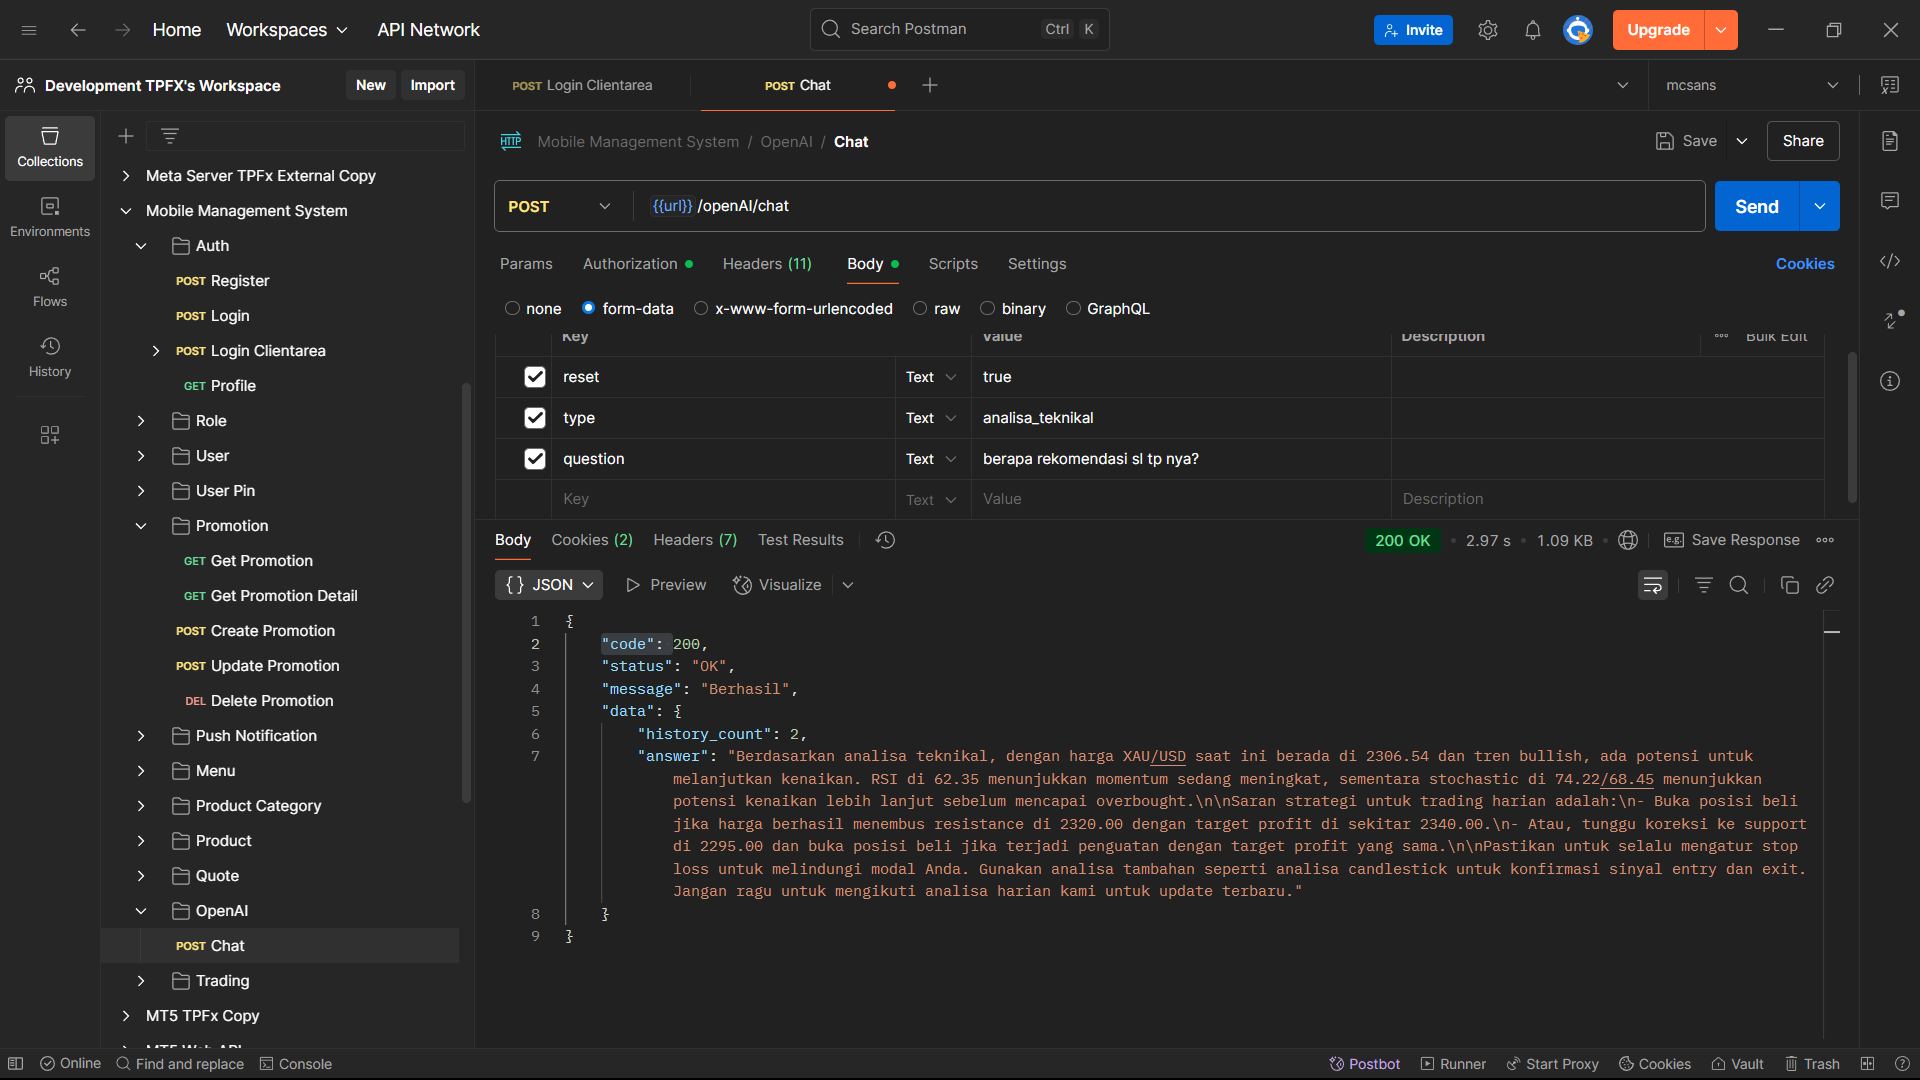 Home
Workspaces
API Network
Search Postman
Ctrl K
Invite
Upgrade
Development TPFX's Workspace
New
Import
POST Login Clientarea
POST Chat
mcsans
Collections
Environments
Flows
History
Meta Server TPFx External Copy
Mobile Management System
Auth
POST Register
POST Login
POST Login Clientarea
GET Profile
Role
User
User Pin
Promotion
GET Get Promotion
GET Get Promotion Detail
POST Create Promotion
POST Update Promotion
DEL Delete Promotion
Push Notification
Menu
Product Category
Product
Quote
OpenAI
POST Chat
Trading
MT5 TPFx Copy
MT5 Web API
HTTP Mobile Management System / OpenAI / Chat
Save
Share
POST
{{url}} /openAI/chat
Send
Params
Authorization
Headers (11)
Body
Scripts
Settings
Cookies
none
form-data
x-www-form-urlencoded
raw
binary
GraphQL
Key Value Description Bulk Edit
reset Text true
type Text analisa_teknikal
question Text berapa rekomendasi sl tp nya?
Key Text Value Description
Body
Cookies (2)
Headers (7)
Test Results
200 OK • 2.97 s • 1.09 KB
e.g. Save Response
{} JSON
Preview
Visualize
1 {
2 "code": 200,
3 "status": "OK",
4 "message": "Berhasil",
5 "data": {
6 "history_count": 2,
7 "answer": "Berdasarkan analisa teknikal, dengan harga XAU/USD saat ini berada di 2306.54 dan tren bullish, ada potensi untuk
melanjutkan kenaikan. RSI di 62.35 menunjukkan momentum sedang meningkat, sementara stochastic di 74.22/68.45 menunjukkan
potensi kenaikan lebih lanjut sebelum mencapai overbought.\n\nSaran strategi untuk trading harian adalah:\n- Buka posisi beli
jika harga berhasil menembus resistance di 2320.00 dengan target profit di sekitar 2340.00.\n- Atau, tunggu koreksi ke support
di 2295.00 dan buka posisi beli jika terjadi penguatan dengan target profit yang sama.\n\nPastikan untuk selalu mengatur stop
loss untuk melindungi modal Anda. Gunakan analisa tambahan seperti analisa candlestick untuk konfirmasi sinyal entry dan exit.
Jangan ragu untuk mengikuti analisa harian kami untuk update terbaru."
8 }
9 }
Online
Find and replace
Console
Postbot
Runner
Start Proxy
Cookies
Vault
Trash